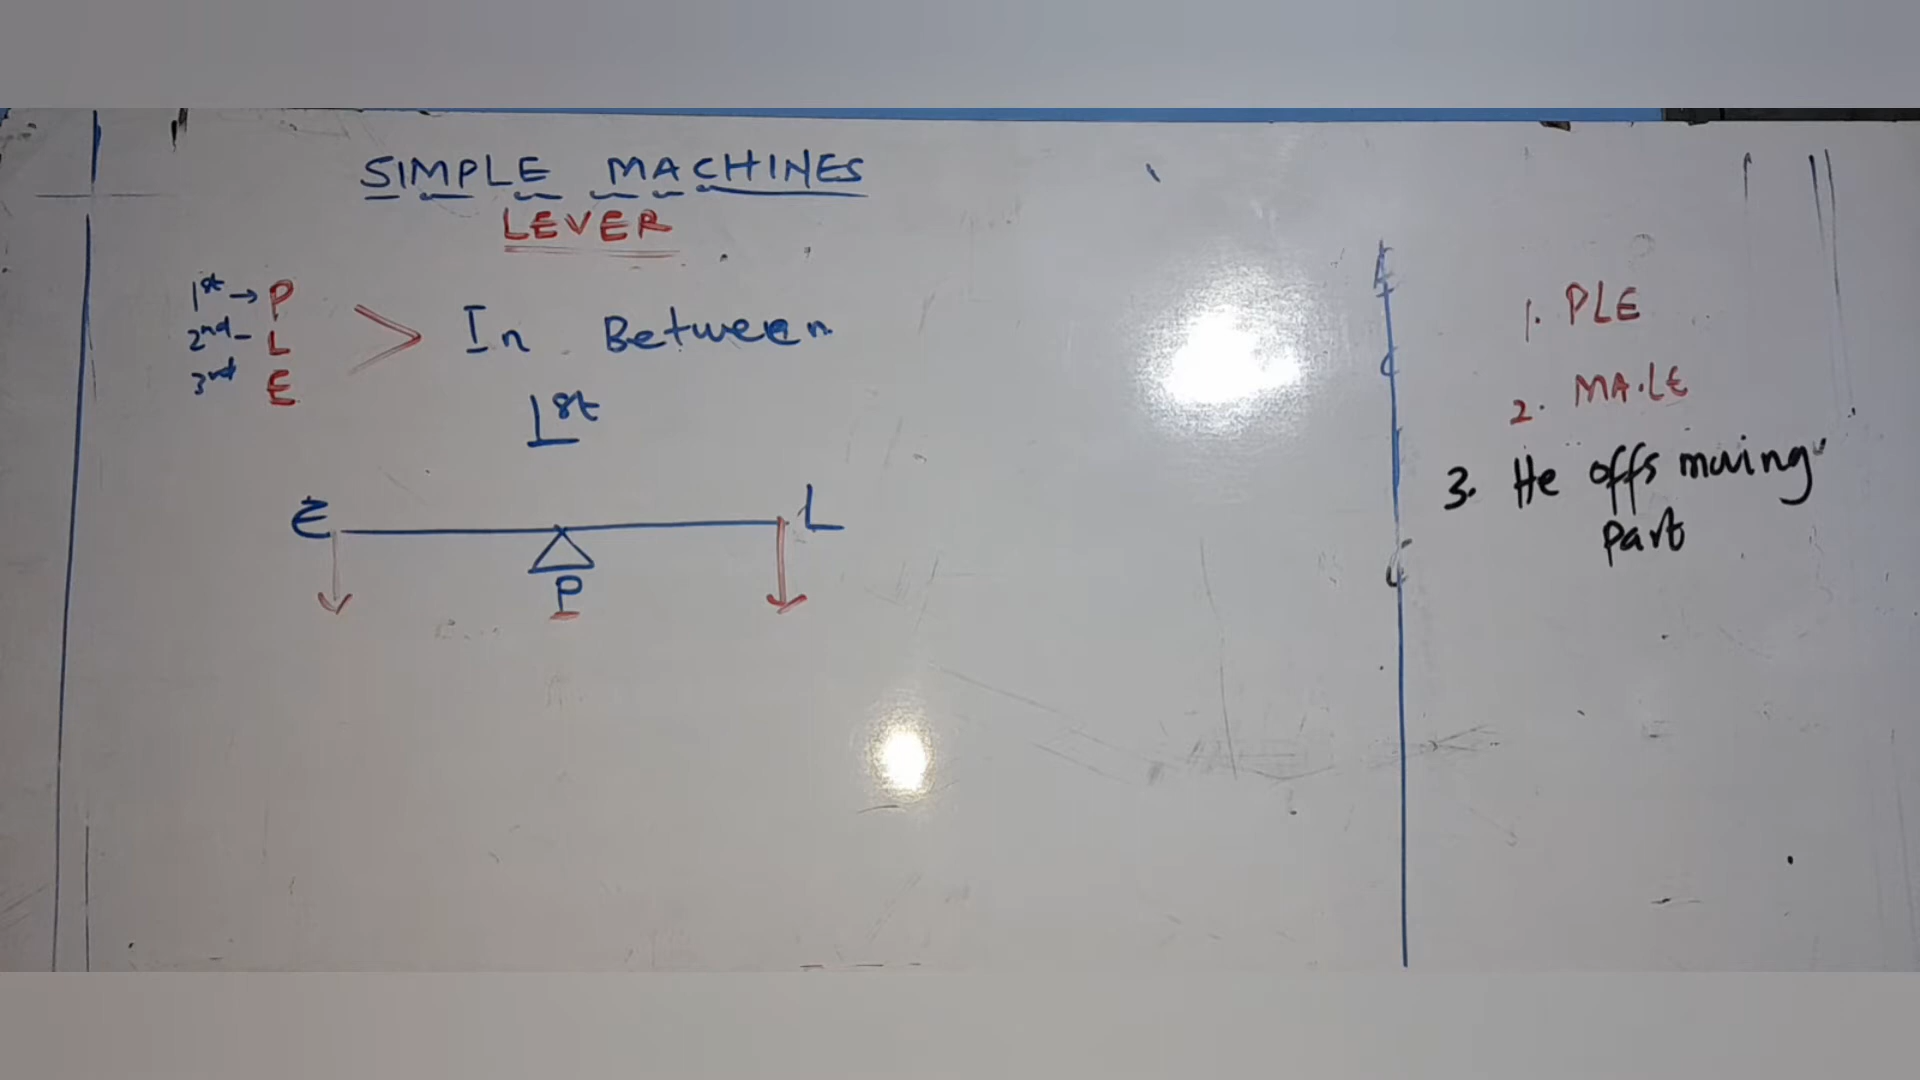 SIMPLE MACHINES
LEVER
1st → P
2nd - L
3rd E
> In Between
1st
E L
P
1. PLE
2. MA.LE
3. He offs moving
part